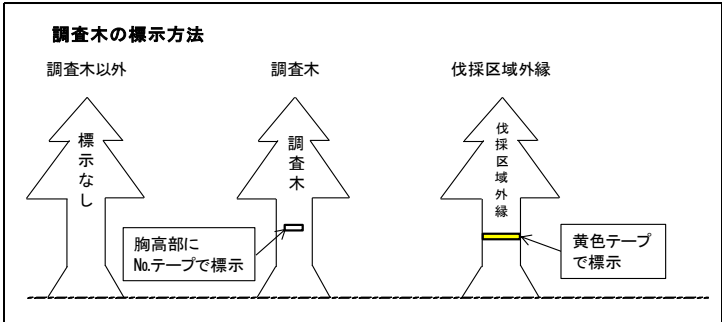 調査木の標示方法
調査木以外
調査木
伐採区域外縁
標示なし
調査木
伐採区域外縁
胸高部に
No.テープで標示
黄色テープ
で標示